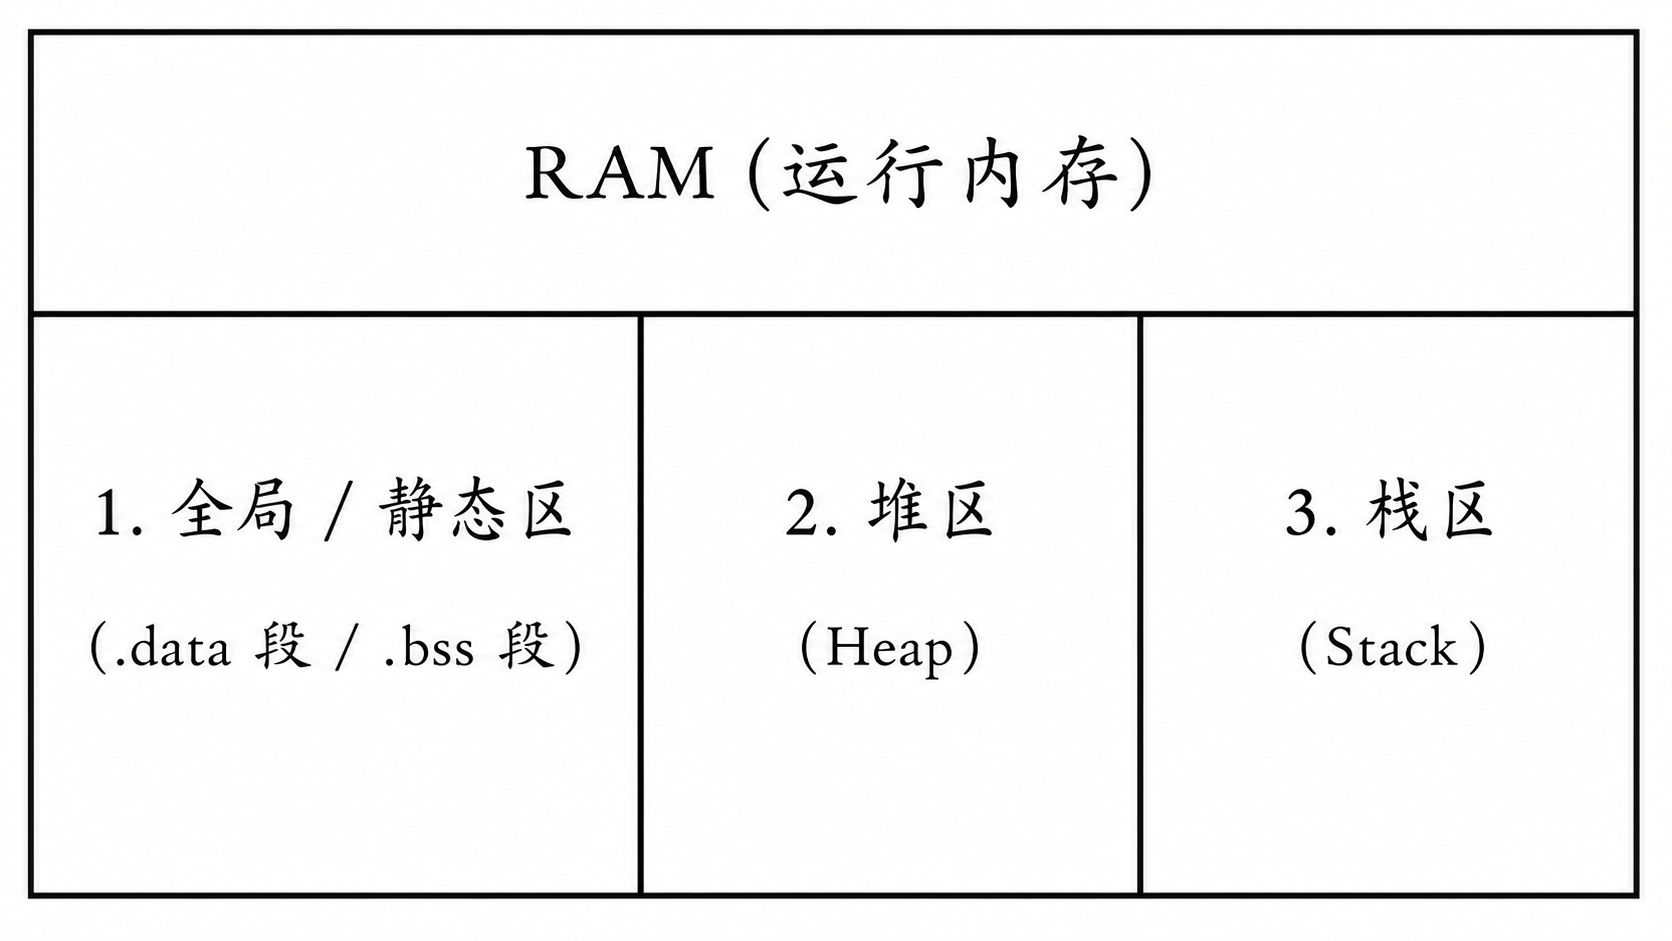 RAM (运行内存)
1. 全局 / 静态区
(.data 段 / .bss 段)
2. 堆区
(Heap)
3. 栈区
(Stack)